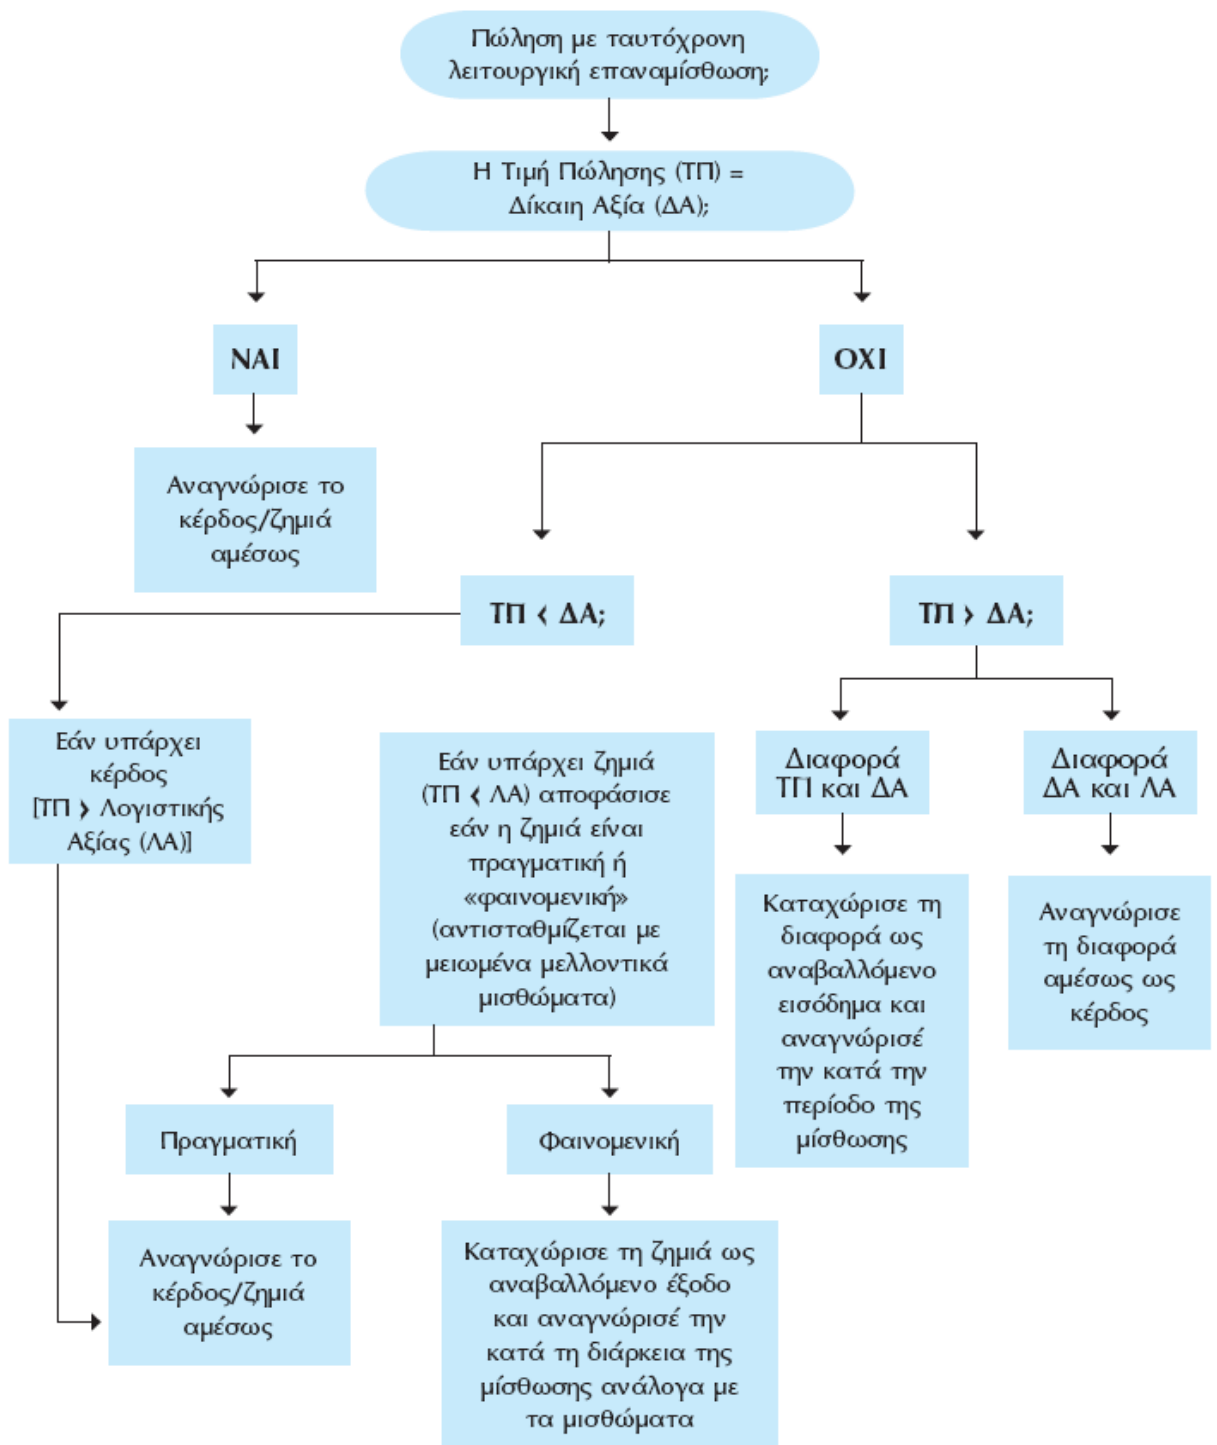 Πώληση με ταυτόχρονη
λειτουργική επαναμίσθωση;
Η Τιμή Πώλησης (ΤΠ) =
Δίκαιη Αξία (ΔΑ);
ΝΑΙ
ΟΧΙ
Αναγνώρισε το
κέρδος/ζημιά
αμέσως
ΤΠ < ΔΑ;
ΤΠ > ΔΑ;
Εάν υπάρχει
κέρδος
[ΤΠ > Λογιστικής
Αξίας (ΛΑ)]
Εάν υπάρχει ζημιά
(ΤΠ < ΛΑ) αποφάσισε
εάν η ζημιά είναι
πραγματική ή
«φαινομενική»
(αντισταθμίζεται με
μειωμένα μελλοντικά
μισθώματα)
Διαφορά
ΤΠ και ΔΑ
Διαφορά
ΔΑ και ΛΑ
Καταχώρισε τη
διαφορά ως
αναβαλλόμενο
εισόδημα και
αναγνώρισέ
την κατά την
περίοδο της
μίσθωσης
Αναγνώρισε
τη διαφορά
αμέσως ως
κέρδος
Πραγματική
Φαινομενική
Αναγνώρισε το
κέρδος/ζημιά
αμέσως
Καταχώρισε τη ζημιά ως
αναβαλλόμενο έξοδο
και αναγνώρισέ την
κατά τη διάρκεια της
μίσθωσης ανάλογα με
τα μισθώματα